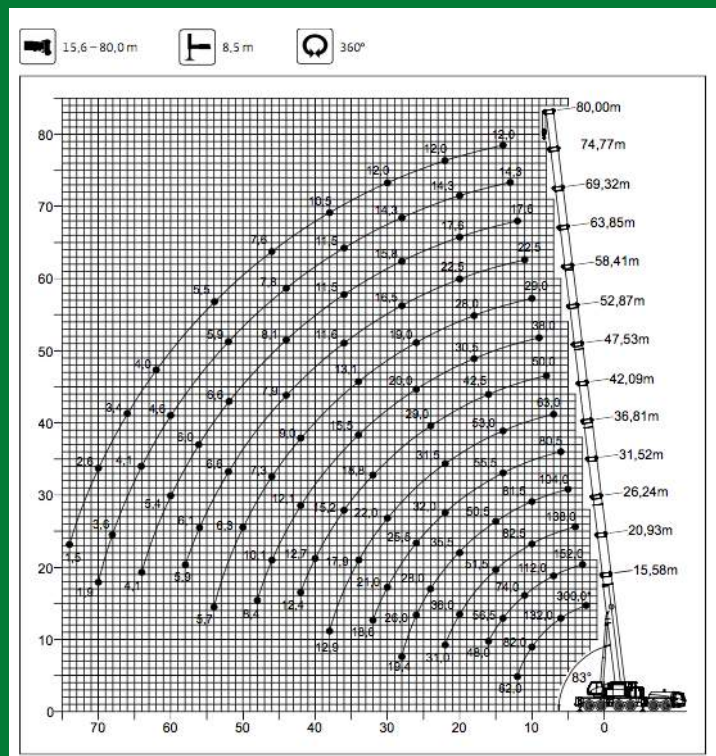 15,6 – 80,0 m 8,5 m 360°
80,00m
80 12,0 12,0 12,0 74,77m
10,5 14,3 69,32m
70 7,6 11,5 14,3 14,3 17,6 63,85m
5,5 7,8 11,5 15,8 17,6 22,5 58,41m
60 4,0 5,9 8,1 11,6 16,5 22,5 29,0 52,87m
50 3,4 4,6 6,6 7,9 13,1 19,0 28,0 38,0 47,53m
2,6 4,1 6,0 6,6 9,0 15,5 20,0 30,5 50,0 42,09m
40 3,6 5,4 7,3 12,1 18,8 29,0 42,5 63,0 36,81m
1,5 6,1 6,3 15,2 22,0 31,5 53,0 80,5 31,52m
30 1,9 4,1 5,9 10,1 12,7 17,9 25,5 32,0 55,5 104,0 26,24m
20 5,7 8,4 12,4 21,0 28,0 35,5 50,5 81,5 138,0 20,93m
12,9 18,6 26,0 36,0 51,5 82,5 112,0 152,0 15,58m
10 19,4 31,0 48,0 56,5 74,0 132,0 300,0*
62,0 82,0 83°
0
70 60 50 40 30 20 10 0